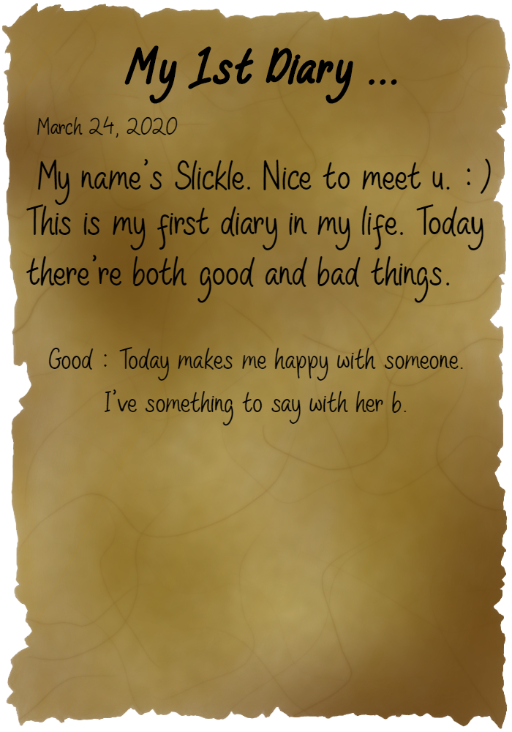 My 1st Diary ...
March 24, 2020
My name's Slickle. Nice to meet u. : )
This is my first diary in my life. Today
there're both good and bad things.
Good : Today makes me happy with someone.
I've something to say with her b.